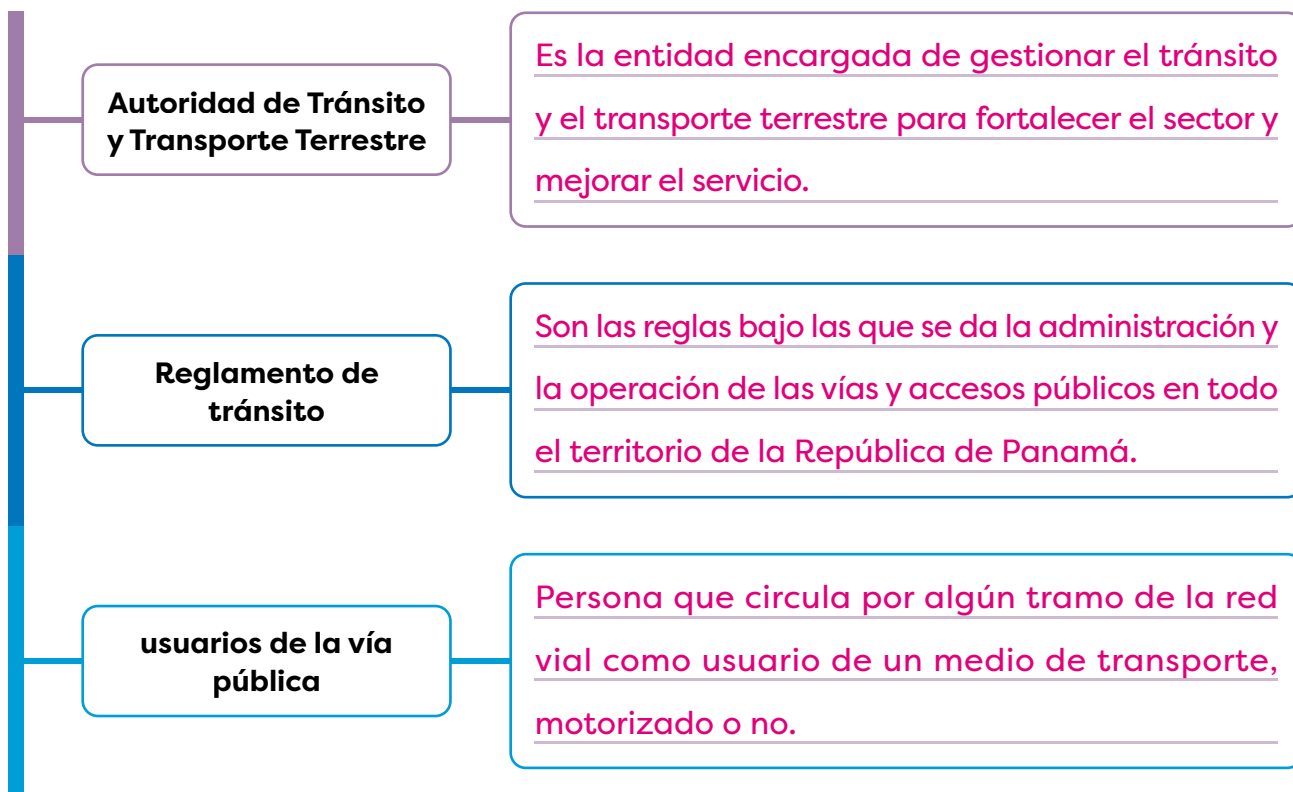 Autoridad de Tránsito
y Transporte Terrestre
Es la entidad encargada de gestionar el tránsito
y el transporte terrestre para fortalecer el sector y
mejorar el servicio.
Reglamento de
tránsito
Son las reglas bajo las que se da la administración y
la operación de las vías y accesos públicos en todo
el territorio de la República de Panamá.
usuarios de la vía
pública
Persona que circula por algún tramo de la red
vial como usuario de un medio de transporte,
motorizado o no.